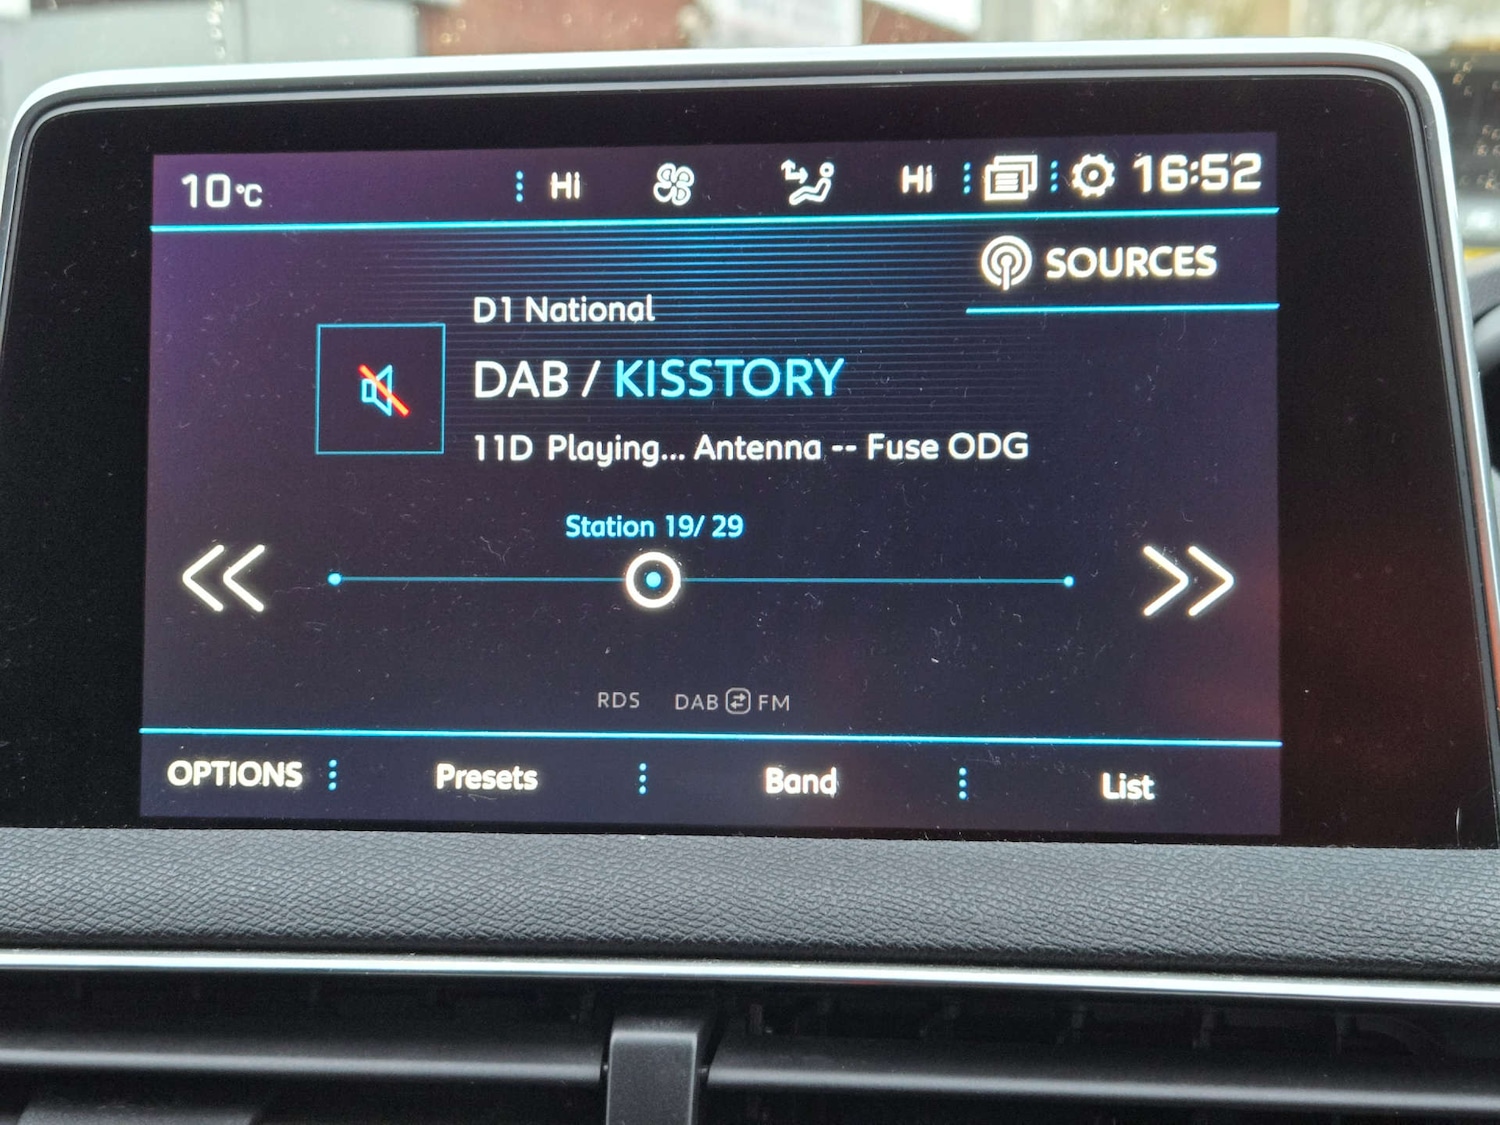 10°C Hi Hi 16:52
SOURCES
D1 National
DAB / KISSTORY
11D Playing... Antenna -- Fuse ODG
Station 19/ 29
RDS DAB FM
OPTIONS Presets Band List